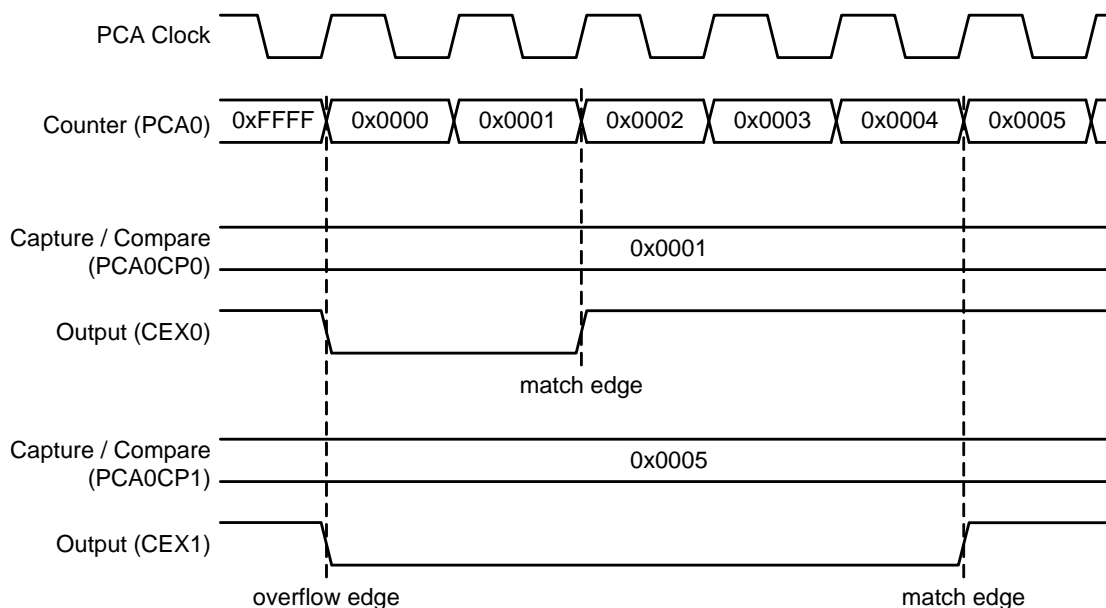 PCA Clock
Counter (PCA0) 0xFFFF 0x0000 0x0001 0x0002 0x0003 0x0004 0x0005
Capture / Compare
(PCA0CP0)
0x0001
Output (CEX0)
match edge
Capture / Compare
(PCA0CP1)
0x0005
Output (CEX1)
overflow edge match edge